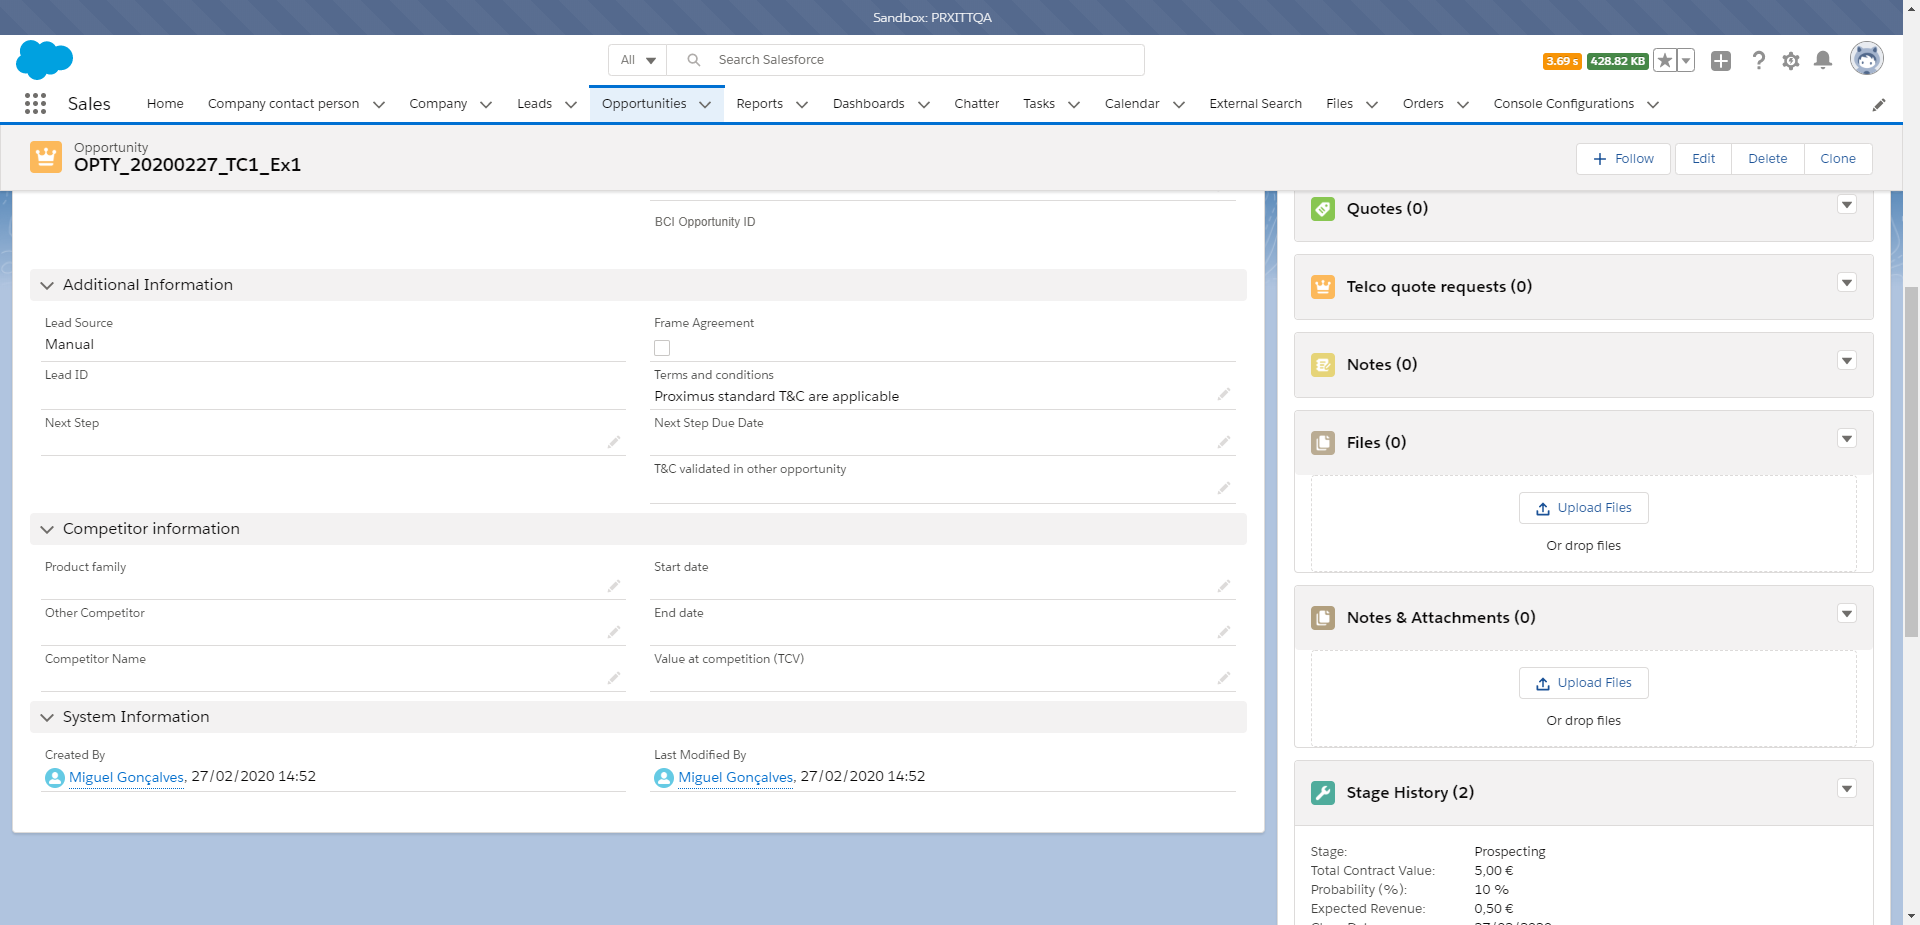 Sandbox: PRXITTQA
All
Search Salesforce
3.69 s
428.82 KB
Sales
Home
Company contact person
Company
Leads
Opportunities
Reports
Dashboards
Chatter
Tasks
Calendar
External Search
Files
Orders
Console Configurations
Opportunity
OPTY_20200227_TC1_Ex1
Follow
Edit
Delete
Clone
BCI Opportunity ID
Additional Information
Lead Source
Manual
Frame Agreement
Lead ID
Terms and conditions
Proximus standard T&C are applicable
Next Step
Next Step Due Date
T&C validated in other opportunity
Competitor information
Product family
Start date
Other Competitor
End date
Competitor Name
Value at competition (TCV)
System Information
Created By
Miguel Gonçalves, 27/02/2020 14:52
Last Modified By
Miguel Gonçalves, 27/02/2020 14:52
Quotes (0)
Telco quote requests (0)
Notes (0)
Files (0)
Upload Files
Or drop files
Notes & Attachments (0)
Upload Files
Or drop files
Stage History (2)
Stage: Prospecting
Total Contract Value: 5,00 €
Probability (%): 10 %
Expected Revenue: 0,50 €